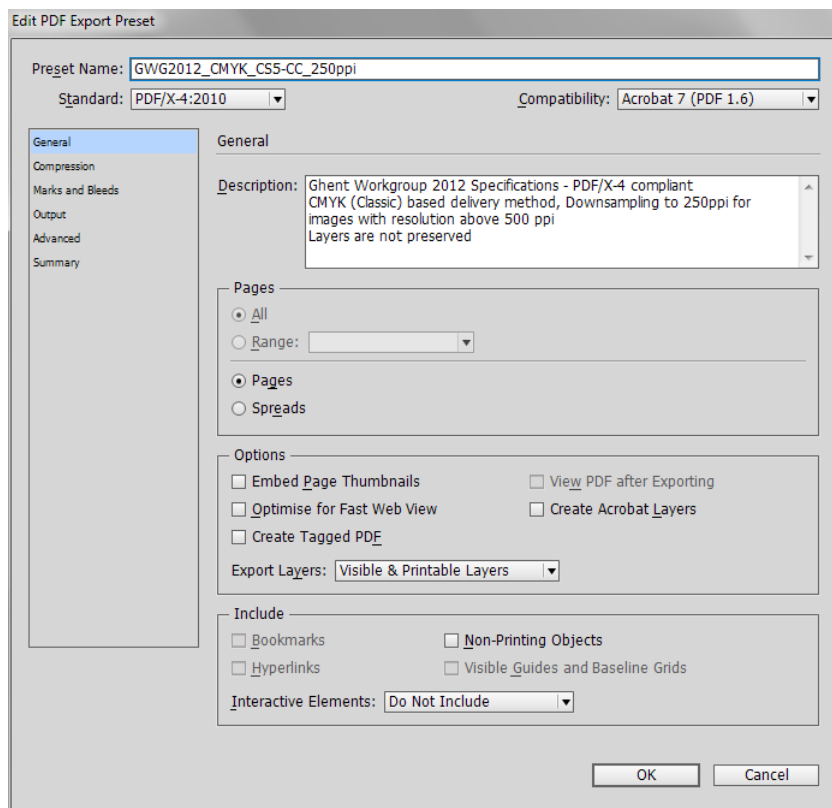 Edit PDF Export Preset
Preset Name: GWG2012_CMYK_CS5-CC_250ppi
Standard: PDF/X-4:2010 Compatibility: Acrobat 7 (PDF 1.6)
General
Compression
Marks and Bleeds
Output
Advanced
Summary
General
Description: Ghent Workgroup 2012 Specifications - PDF/X-4 compliant
CMYK (Classic) based delivery method, Downsampling to 250ppi for
images with resolution above 500 ppi
Layers are not preserved
Pages
All
Range:
Pages
Spreads
Options
Embed Page Thumbnails View PDF after Exporting
Optimise for Fast Web View Create Acrobat Layers
Create Tagged PDF
Export Layers: Visible & Printable Layers
Include
Bookmarks Non-Printing Objects
Hyperlinks Visible Guides and Baseline Grids
Interactive Elements: Do Not Include
OK Cancel